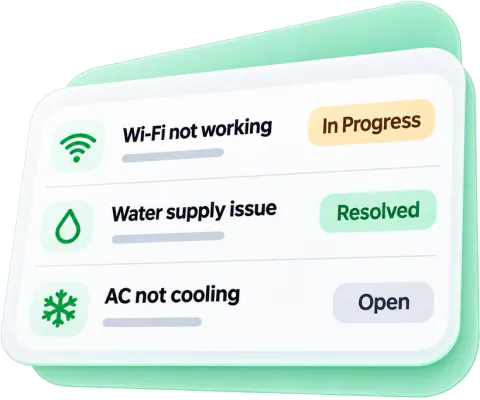 Wi-Fi not working
In Progress
Water supply issue
Resolved
AC not cooling
Open